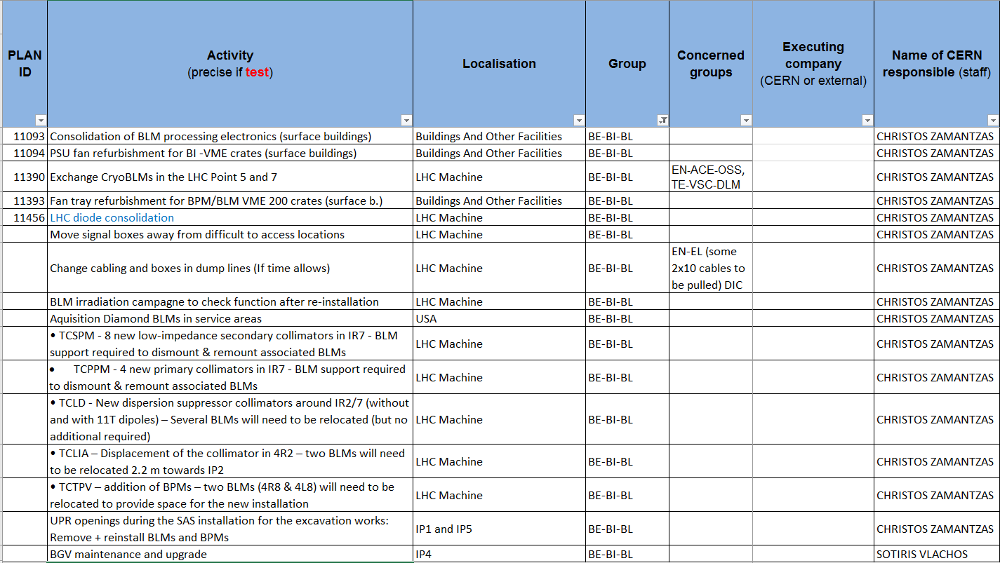 PLAN ID
Activity
(precise if test)
Localisation
Group
Concerned groups
Executing company
(CERN or external)
Name of CERN responsible (staff)
11093 Consolidation of BLM processing electronics (surface buildings) Buildings And Other Facilities BE-BI-BL CHRISTOS ZAMANTZAS
11094 PSU fan refurbishment for BI -VME crates (surface buildings) Buildings And Other Facilities BE-BI-BL CHRISTOS ZAMANTZAS
11390 Exchange CryoBLMs in the LHC Point 5 and 7 LHC Machine BE-BI-BL EN-ACE-OSS, TE-VSC-DLM CHRISTOS ZAMANTZAS
11393 Fan tray refurbishment for BPM/BLM VME 200 crates (surface b.) Buildings And Other Facilities BE-BI-BL CHRISTOS ZAMANTZAS
11456 LHC diode consolidation LHC Machine BE-BI-BL CHRISTOS ZAMANTZAS
Move signal boxes away from difficult to access locations LHC Machine BE-BI-BL CHRISTOS ZAMANTZAS
Change cabling and boxes in dump lines (If time allows) LHC Machine BE-BI-BL EN-EL (some 2x10 cables to be pulled) DIC CHRISTOS ZAMANTZAS
BLM irradiation campagne to check function after re-installation LHC Machine BE-BI-BL CHRISTOS ZAMANTZAS
Aquisition Diamond BLMs in service areas USA BE-BI-BL CHRISTOS ZAMANTZAS
• TCSPM - 8 new low-impedance secondary collimators in IR7 - BLM support required to dismount & remount associated BLMs LHC Machine BE-BI-BL CHRISTOS ZAMANTZAS
• TCPPM - 4 new primary collimators in IR7 - BLM support required to dismount & remount associated BLMs LHC Machine BE-BI-BL CHRISTOS ZAMANTZAS
• TCLD - New dispersion suppressor collimators around IR2/7 (without and with 11T dipoles) – Several BLMs will need to be relocated (but no additional required) LHC Machine BE-BI-BL CHRISTOS ZAMANTZAS
• TCLIA – Displacement of the collimator in 4R2 – two BLMs will need to be relocated 2.2 m towards IP2 LHC Machine BE-BI-BL CHRISTOS ZAMANTZAS
• TCTPV – addition of BPMs – two BLMs (4R8 & 4L8) will need to be relocated to provide space for the new installation LHC Machine BE-BI-BL CHRISTOS ZAMANTZAS
UPR openings during the SAS installation for the excavation works: Remove + reinstall BLMs and BPMs IP1 and IP5 BE-BI-BL CHRISTOS ZAMANTZAS
BGV maintenance and upgrade IP4 BE-BI-BL SOTIRIS VLACHOS